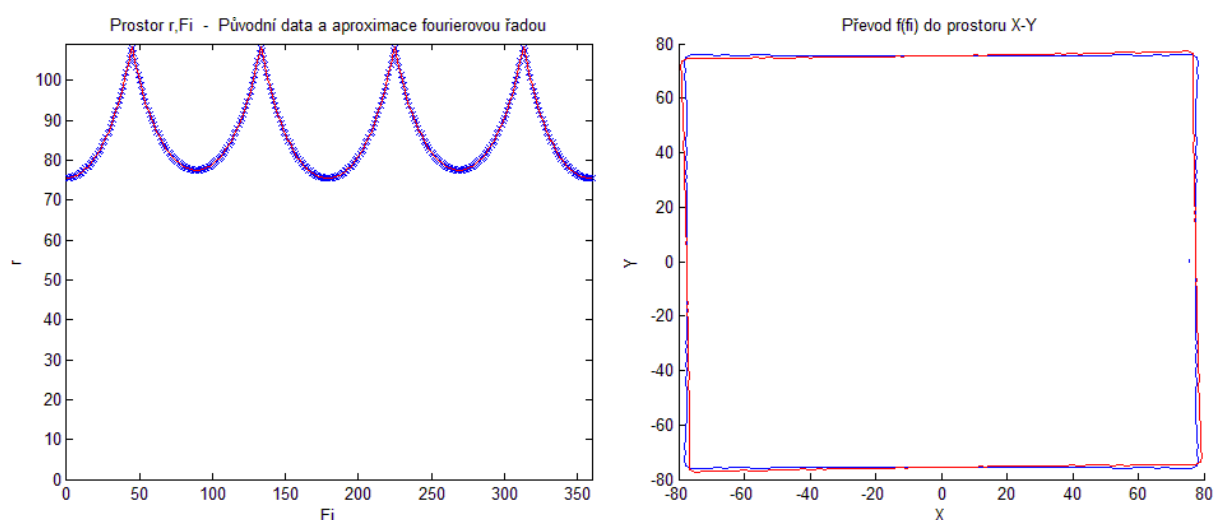 Prostor r,Fi - Původní data a aproximace fourierovou řadou
100
90
80
70
60
50
40
30
20
10
0
r
0 50 100 150 200 250 300 350
Fi
Převod f(fi) do prostoru X-Y
80
60
40
20
0
-20
-40
-60
-80
Y
-80 -60 -40 -20 0 20 40 60 80
X